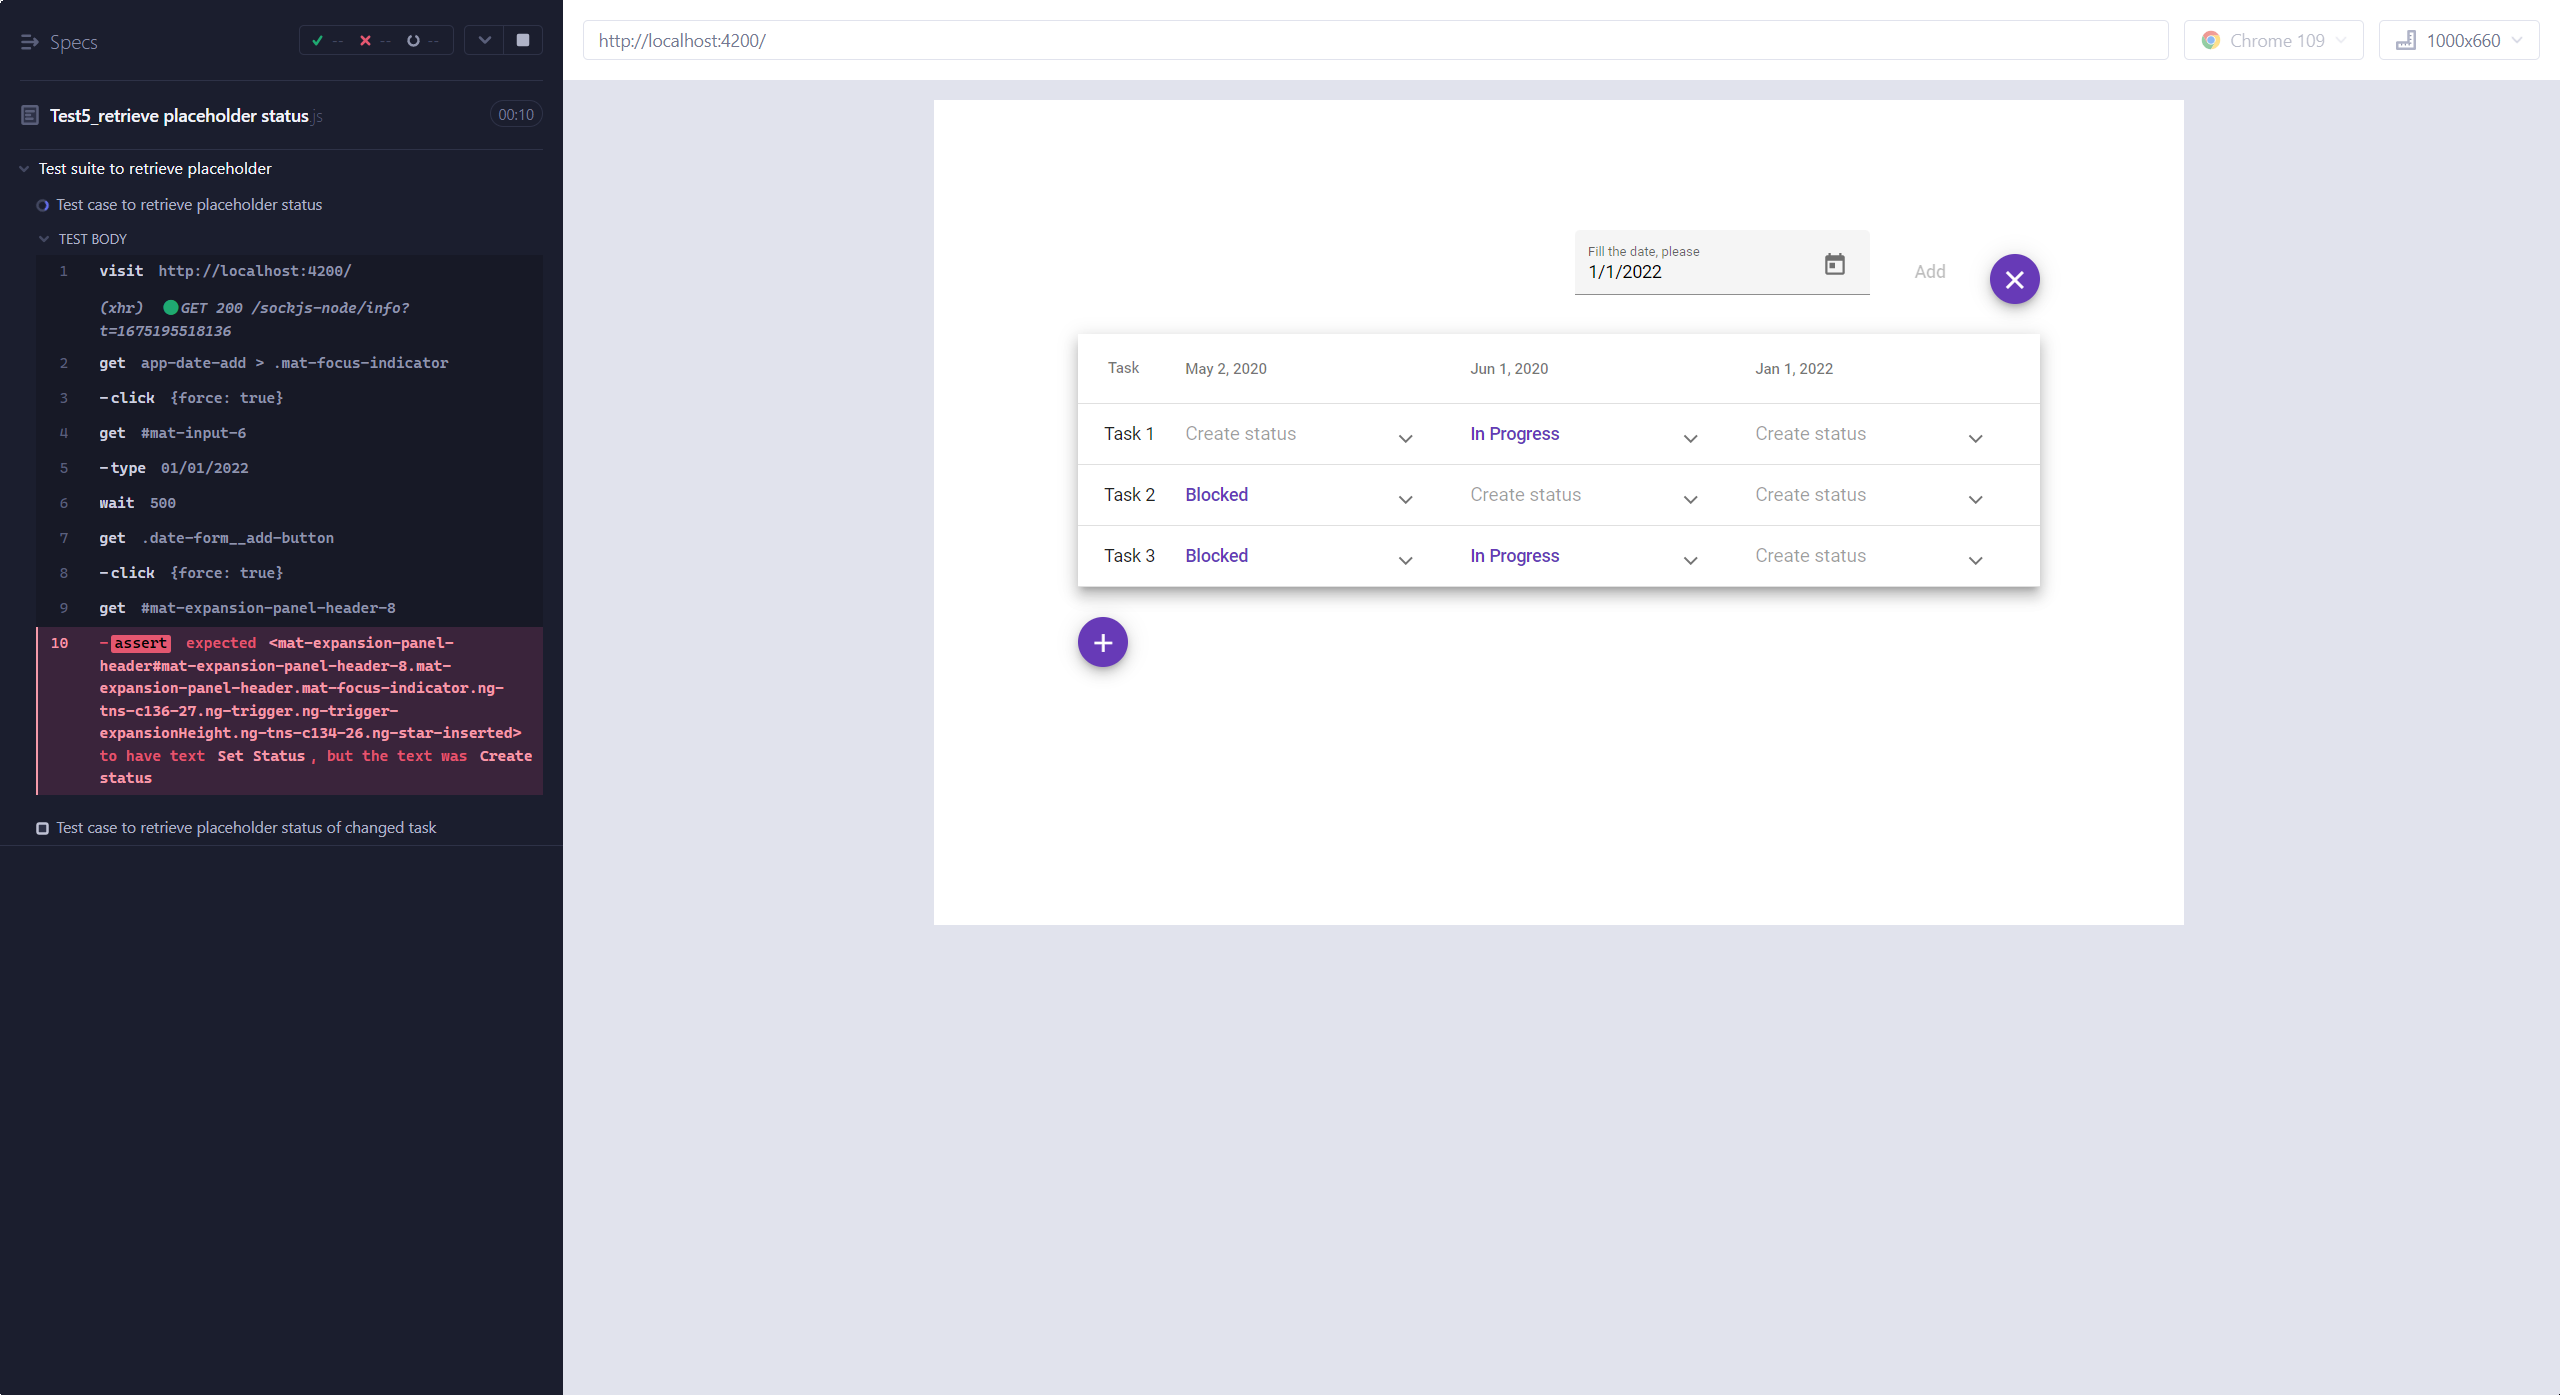 Specs
-- -- --
Test5_retrieve placeholder status.js
00:10
Test suite to retrieve placeholder
Test case to retrieve placeholder status
TEST BODY
1 visit http://localhost:4200/
(xhr) GET 200 /sockjs-node/info?
t=1675195518136
2 get app-date-add > .mat-focus-indicator
3 -click {force: true}
4 get #mat-input-6
5 -type 01/01/2022
6 wait 500
7 get .date-form__add-button
8 -click {force: true}
9 get #mat-expansion-panel-header-8
10 -assert expected <mat-expansion-panel-
header#mat-expansion-panel-header-8.mat-
expansion-panel-header.mat-focus-indicator.ng-
tns-c136-27.ng-trigger.ng-trigger-
expansionHeight.ng-tns-c134-26.ng-star-inserted>
to have text Set Status, but the text was Create
status
Test case to retrieve placeholder status of changed task
http://localhost:4200/
Chrome 109
1000x660
Fill the date, please
1/1/2022
Add
Task May 2, 2020 Jun 1, 2020 Jan 1, 2022
Task 1 Create status In Progress Create status
Task 2 Blocked Create status Create status
Task 3 Blocked In Progress Create status